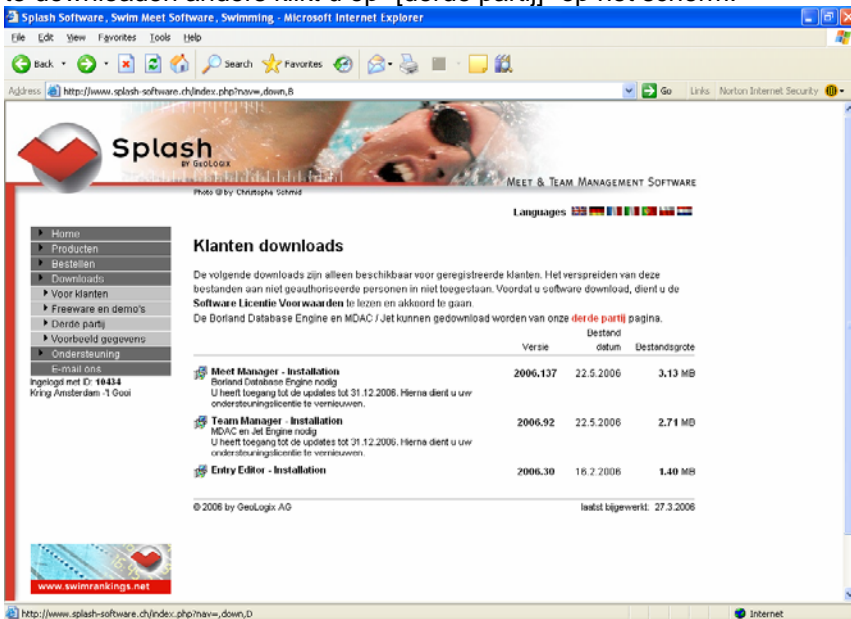 te downloaden anders klikt u op "[derde partij]" op het scherm.
Splash Software, Swim Meet Software, Swimming - Microsoft Internet Explorer
File Edit View Favorites Tools Help
Back Search Favorites
Address http://www.splash-software.ch/index.php?nav=,down,B Go Links Norton Internet Security
Splash
BY GEOLOGIX
MEET & TEAM MANAGEMENT SOFTWARE
Photo © by Christophe Schmid
Languages
Home
Producten
Bestellen
Downloads
Voor klanten
Freeware en demo's
Derde partij
Voorbeeld gegevens
Ondersteuning
E-mail ons
Ingelogd met ID: 10434
Kring Amsterdam -'t Gooi
www.swimrankings.net
Klanten downloads
De volgende downloads zijn alleen beschikbaar voor geregistreerde klanten. Het verspreiden van deze
bestanden aan niet geauthoriseerde personen in niet toegestaan. Voordat u software download, dient u de
Software Licentie Voorwaarden te lezen en akkoord te gaan.
De Borland Database Engine en MDAC / Jet kunnen gedownload worden van onze derde partij pagina.
Versie Bestand datum Bestandsgrote
Meet Manager - Installation 2006.137 22.5.2006 3.13 MB
Borland Database Engine nodig
U heeft toegang tot de updates tot 31.12.2006. Hierna dient u uw
ondersteuningslicentie te vernieuwen.
Team Manager - Installation 2006.92 22.5.2006 2.71 MB
MDAC en Jet Engine nodig
U heeft toegang tot de updates tot 31.12.2006. Hierna dient u uw
ondersteuningslicentie te vernieuwen.
Entry Editor - Installation 2006.30 16.2.2006 1.40 MB
© 2006 by GeoLogix AG laatst bijgewerkt: 27.3.2006
http://www.splash-software.ch/index.php?nav=,down,D Internet